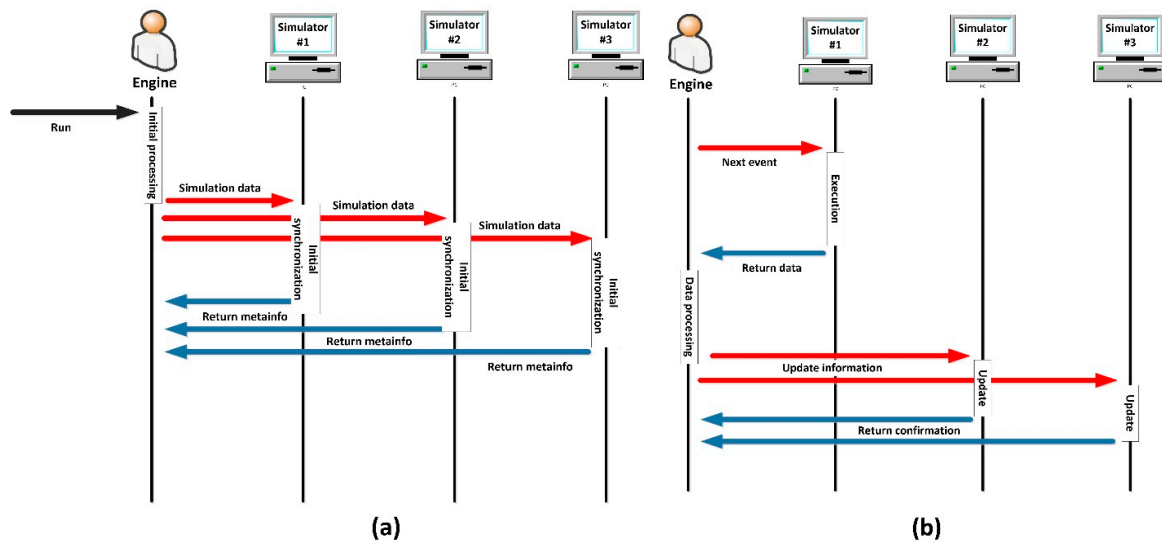 Simulator
#1
Simulator
#2
Simulator
#3
Engine
Run
Initial processing
Simulation data
Simulation data
Simulation data
Initial
synchronization
Initial
synchronization
Initial
synchronization
Return metainfo
Return metainfo
Return metainfo
(a)
Simulator
#1
Simulator
#2
Simulator
#3
Engine
PC
PC
Next event
Execution
Return data
Data processing
Update information
Update
Update
Return confirmation
(b)